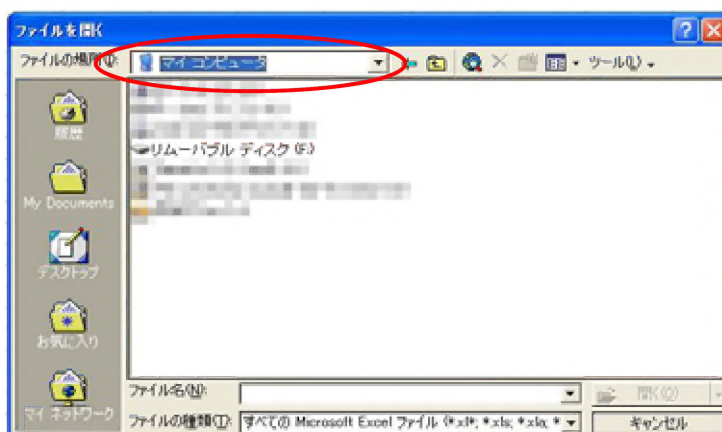 ファイルを開く
ファイルの場所(I):
マイ コンピュータ
ツール(L)
履歴
リムーバブル ディスク (F:)
My Documents
デスクトップ
お気に入り
マイ ネットワーク
ファイル名(N):
開く(O)
ファイルの種類(T):
すべての Microsoft Excel ファイル (*.xl*; *.xls; *.xla; *
キャンセル